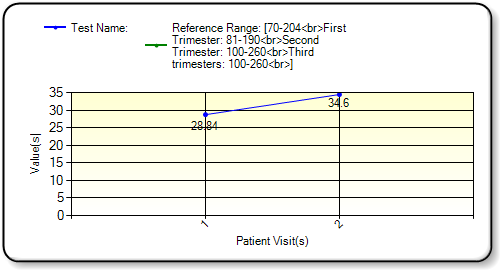 Test Name:
Reference Range: [70-204<br>First
Trimester: 81-190<br>Second
Trimester: 100-260<br>Third
trimesters: 100-260<br>]
35
30
25
20
15
10
5
0
Value(s)
28.84
34.6
1
2
Patient Visit(s)